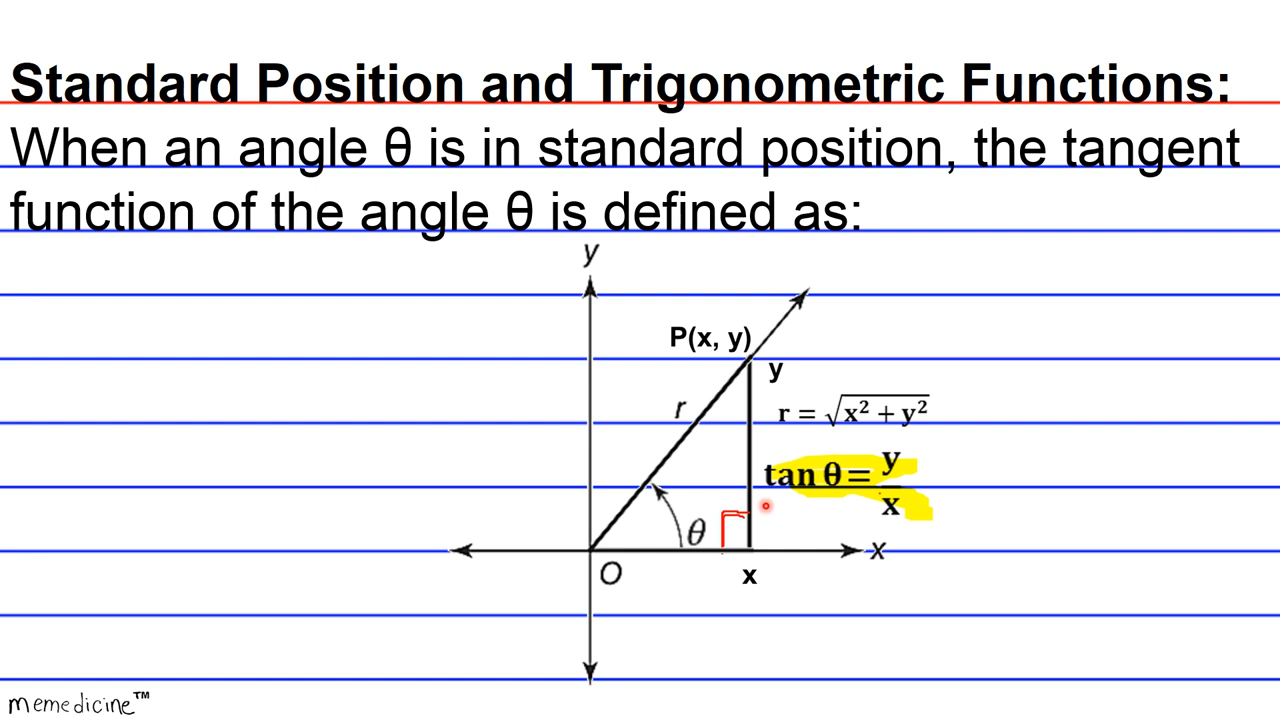 Standard Position and Trigonometric Functions:
When an angle θ is in standard position, the tangent
function of the angle θ is defined as:
y
P(x, y)
y
r
r = √x² + y²
tan θ = y/x
θ
x
O
x
memedicine™